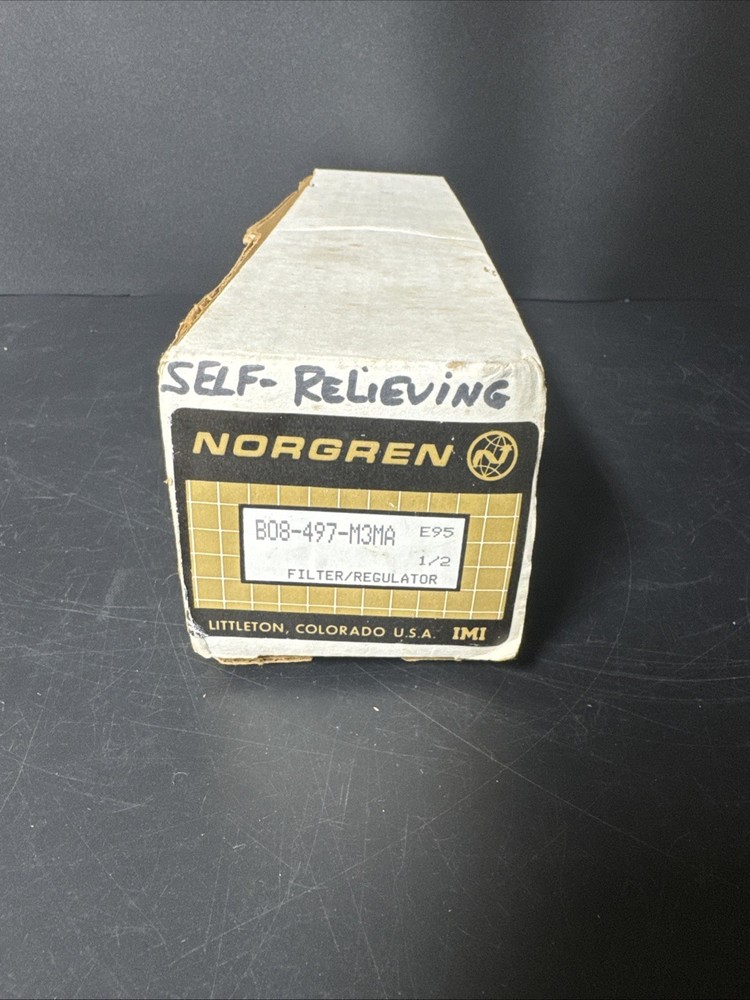 SELF-RELIEVING
NORGREN
B08-497-M3MA E95
1/2
FILTER/REGULATOR
LITTLETON, COLORADO U.S.A. IMI